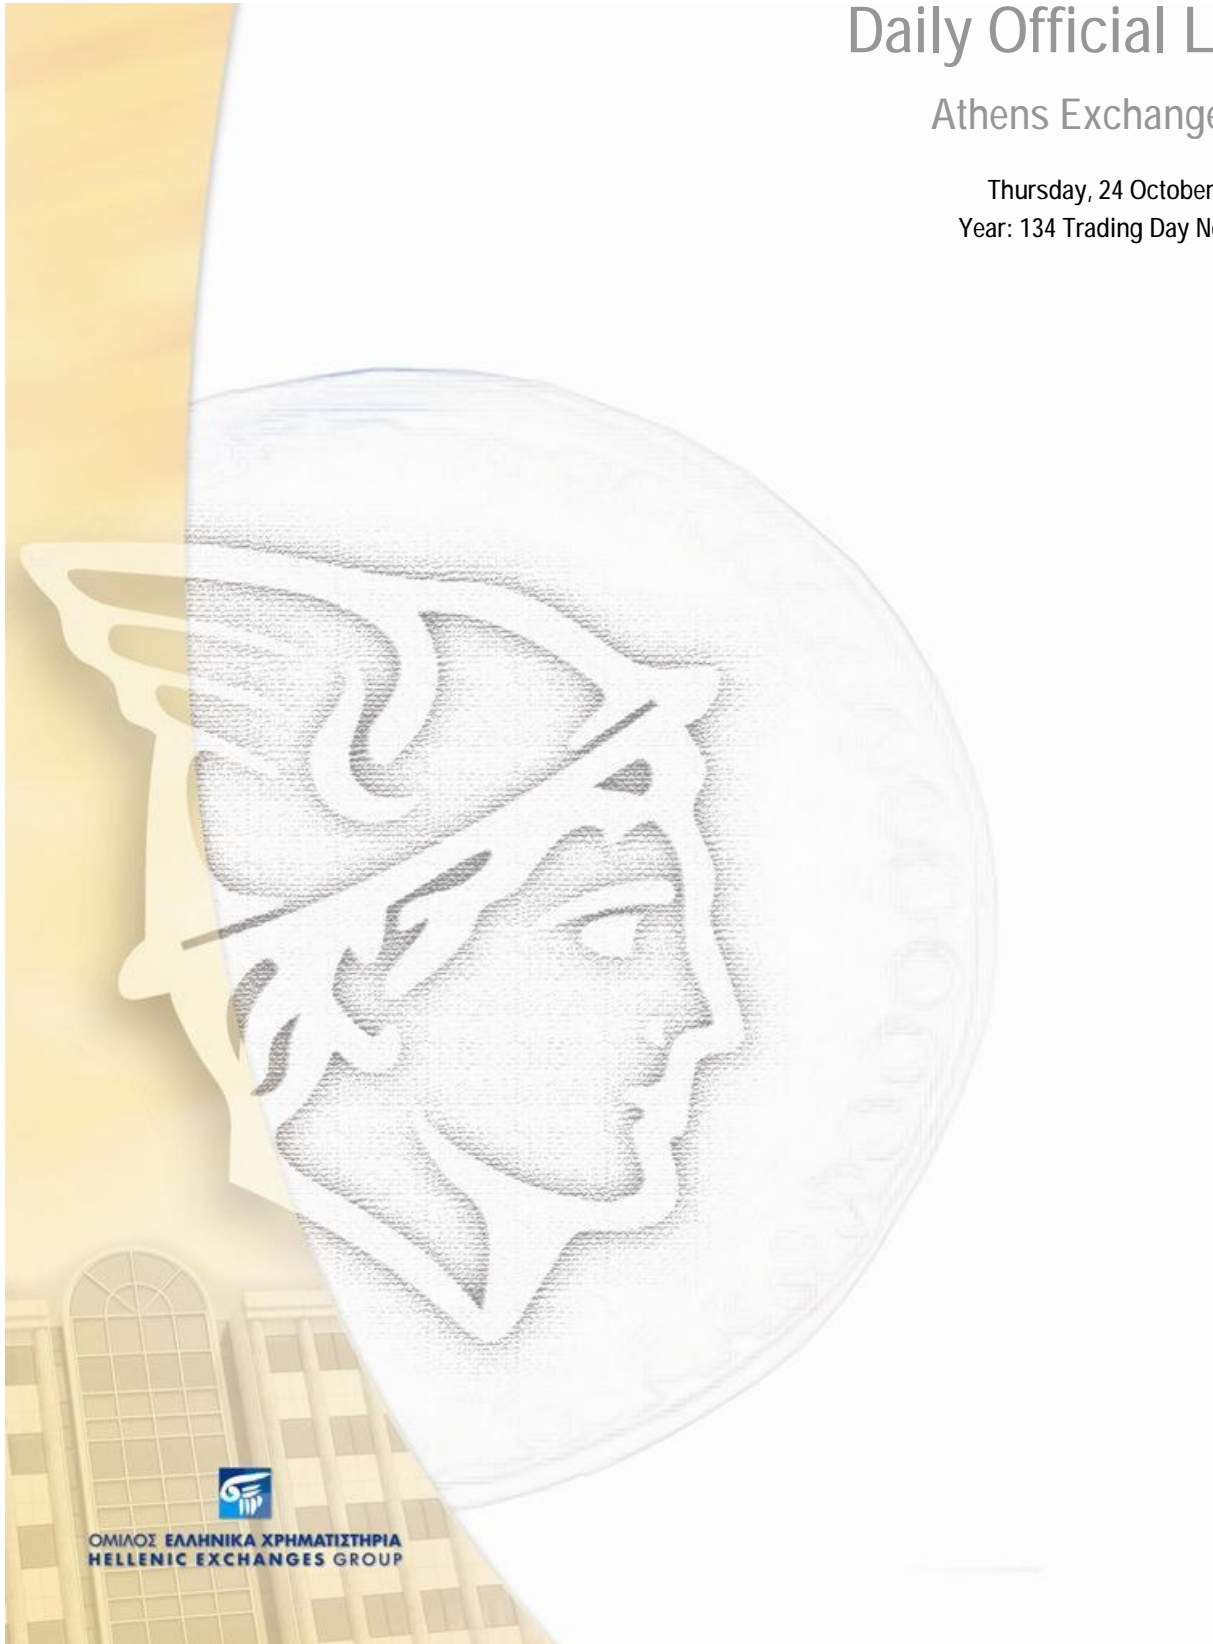 Daily Official L
Athens Exchange
Thursday, 24 October
Year: 134 Trading Day N
ΟΜΙΛΟΣ ΕΛΛΗΝΙΚΑ ΧΡΗΜΑΤΙΣΤΗΡΙΑ
HELLENIC EXCHANGES GROUP